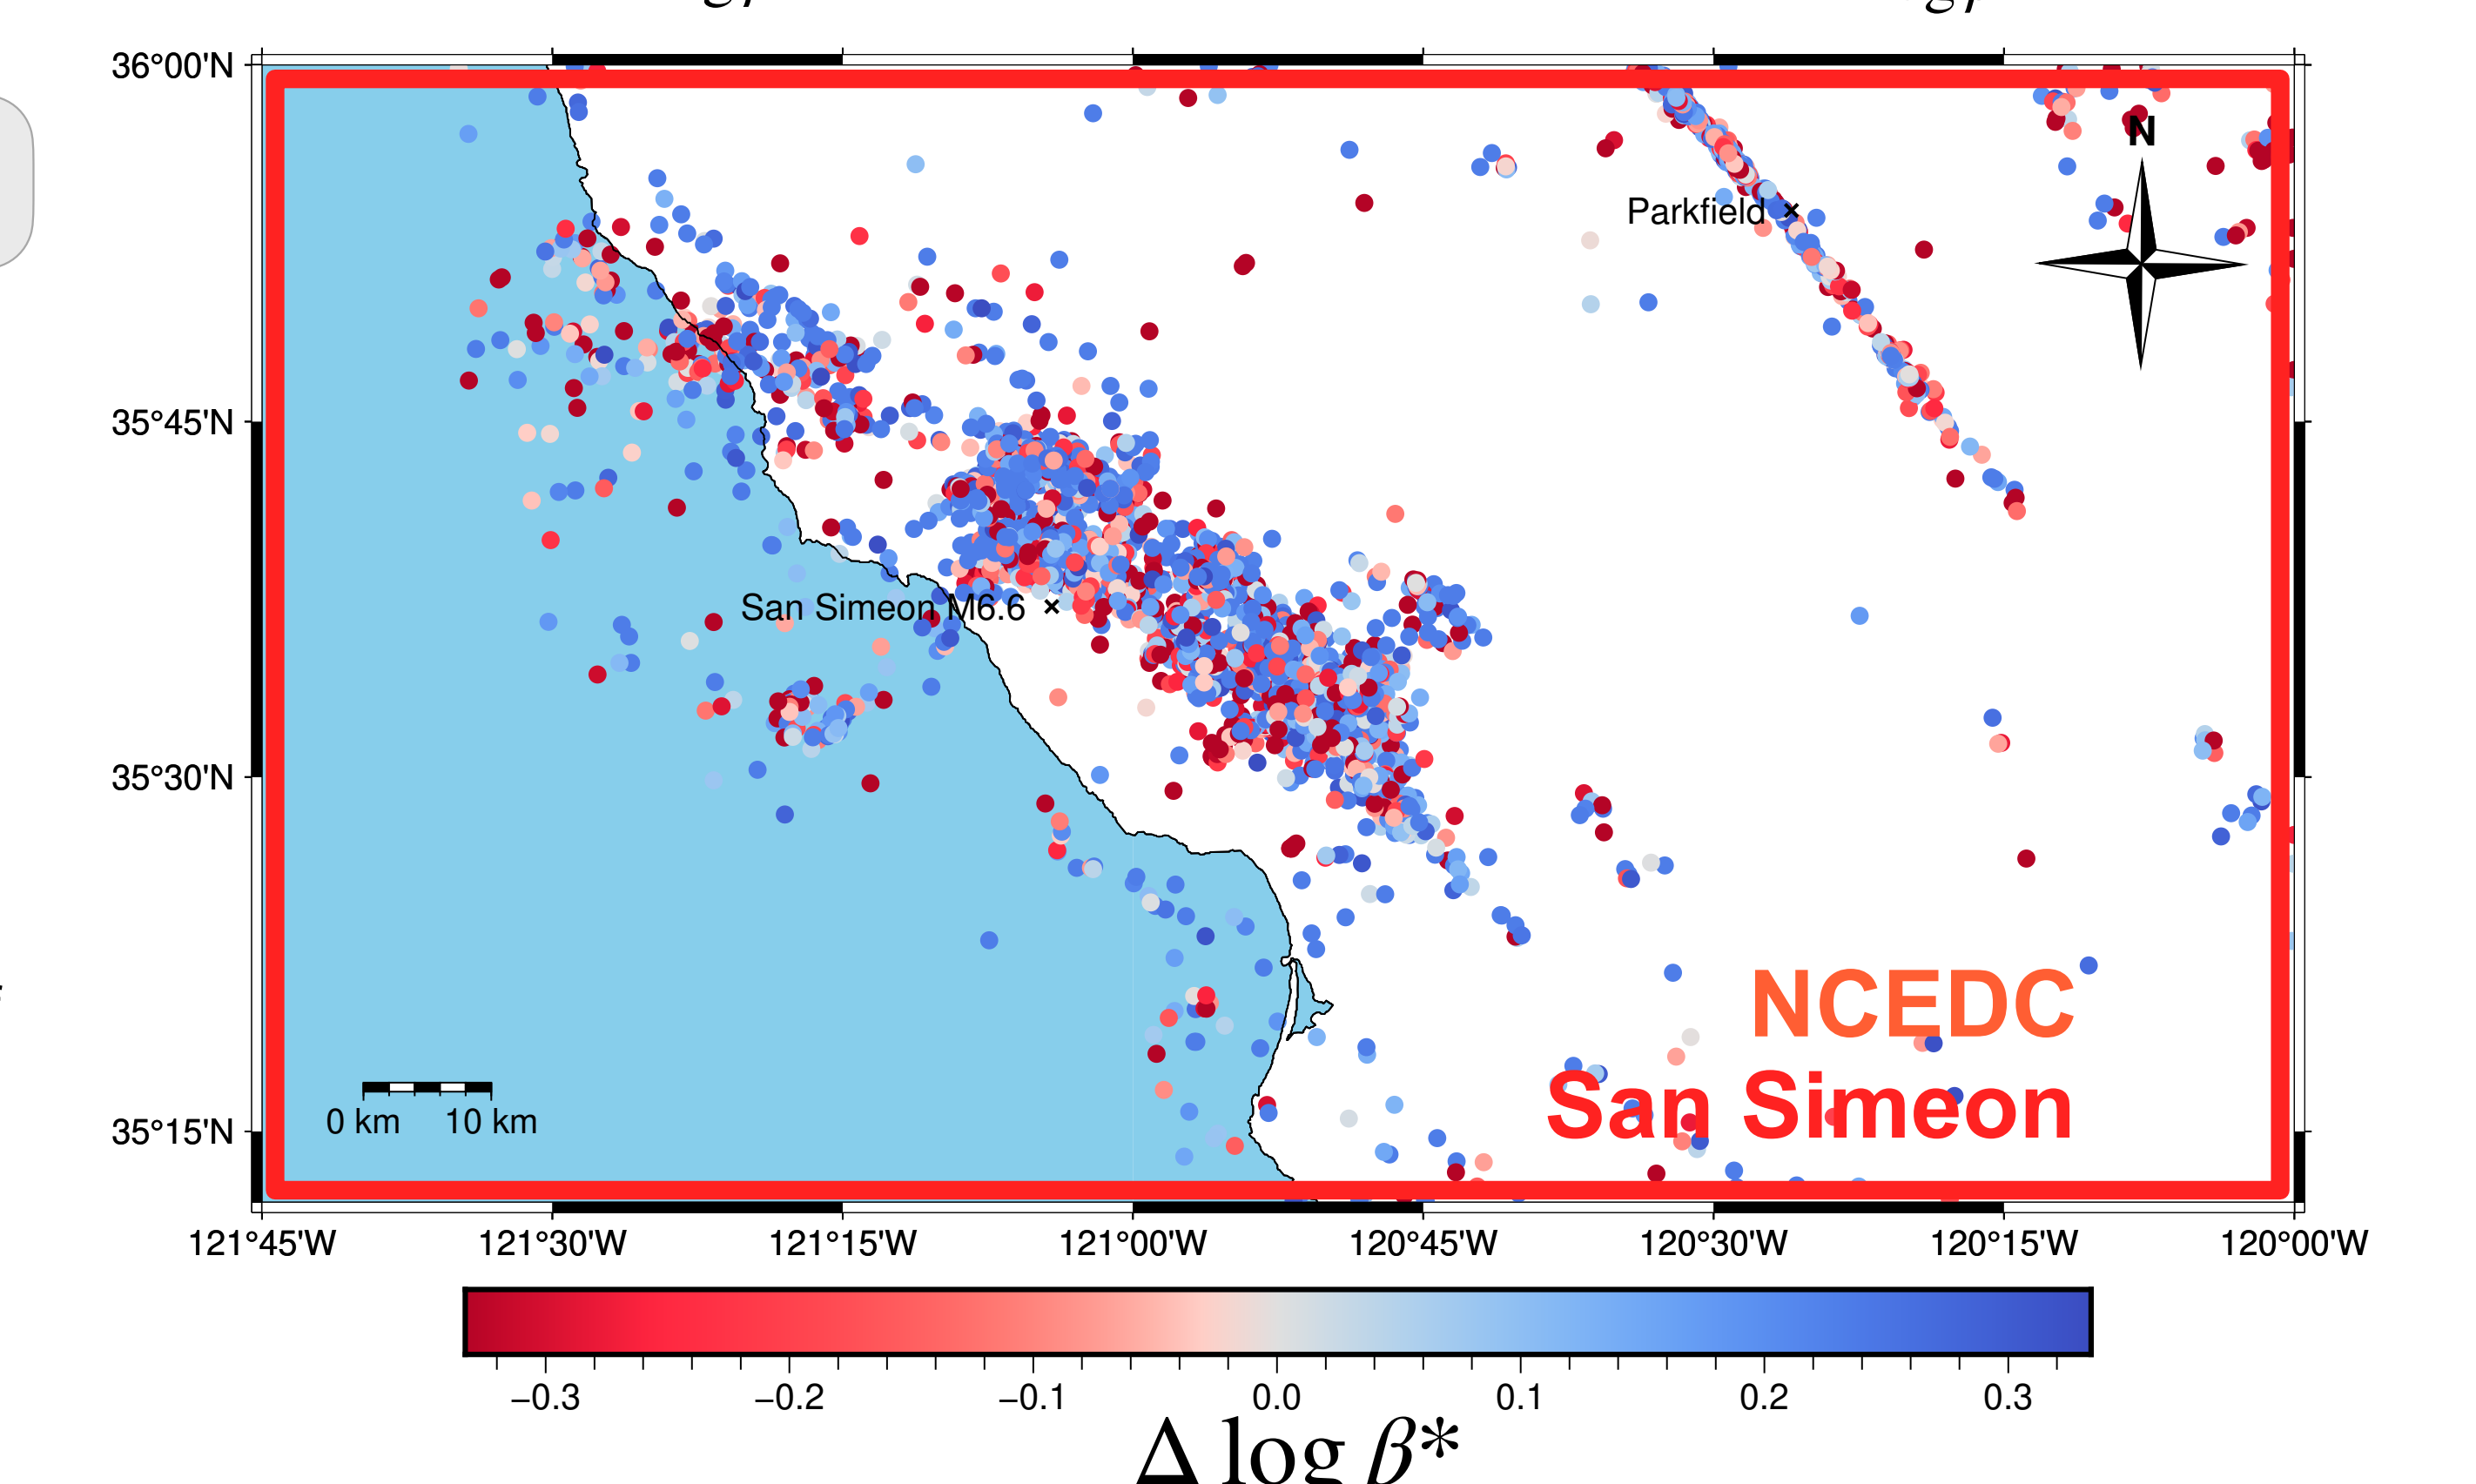 36°00'N
N
Parkfield
35°45'N
San Simeon M6.6
35°30'N
NCEDC
San Simeon
0 km 10 km
35°15'N
121°45'W 121°30'W 121°15'W 121°00'W 120°45'W 120°30'W 120°15'W 120°00'W
−0.3 −0.2 −0.1 0.0 0.1 0.2 0.3
Δ log β*